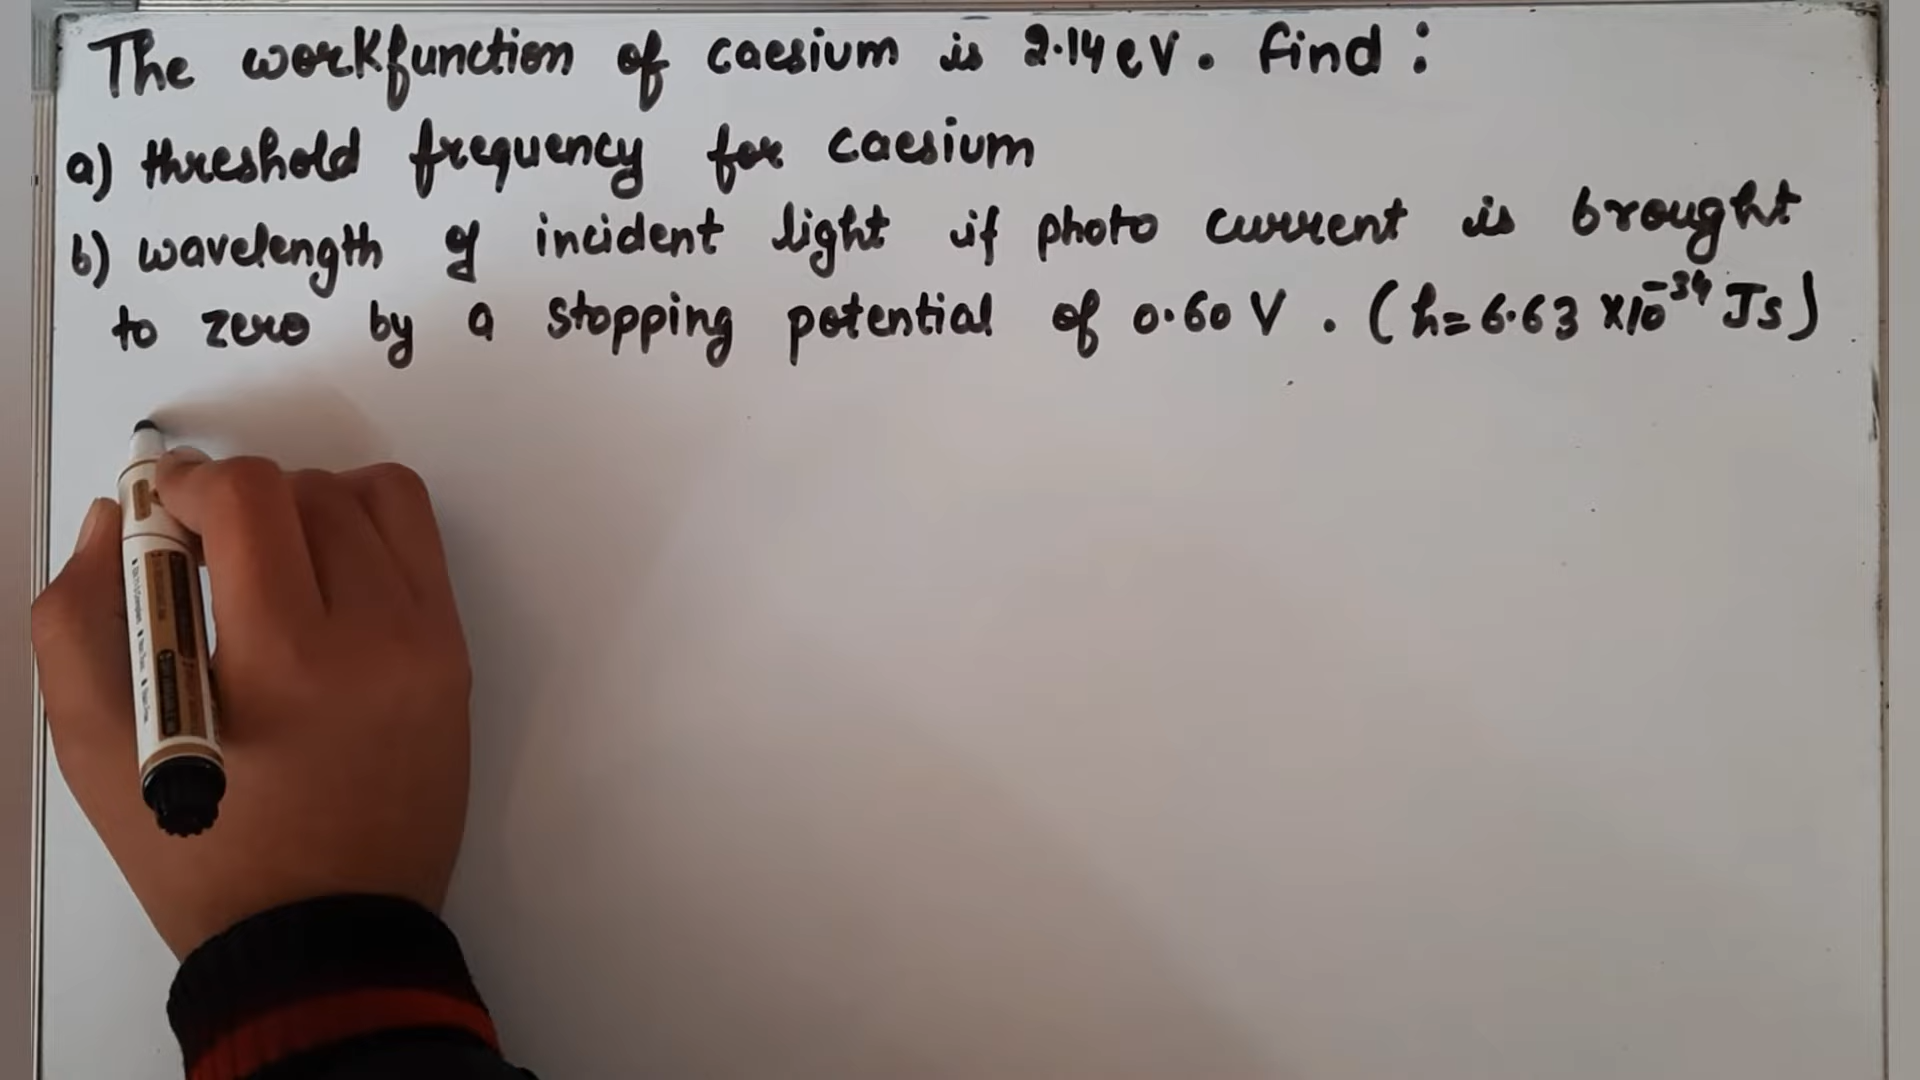 The workfunction of caesium is 2.14 eV. find :
a) threshold frequency for caesium
b) wavelength of incident light if photo current is brought
to zero by a stopping potential of 0.60 V. (h=6.63 ×10⁻³⁴ Js)